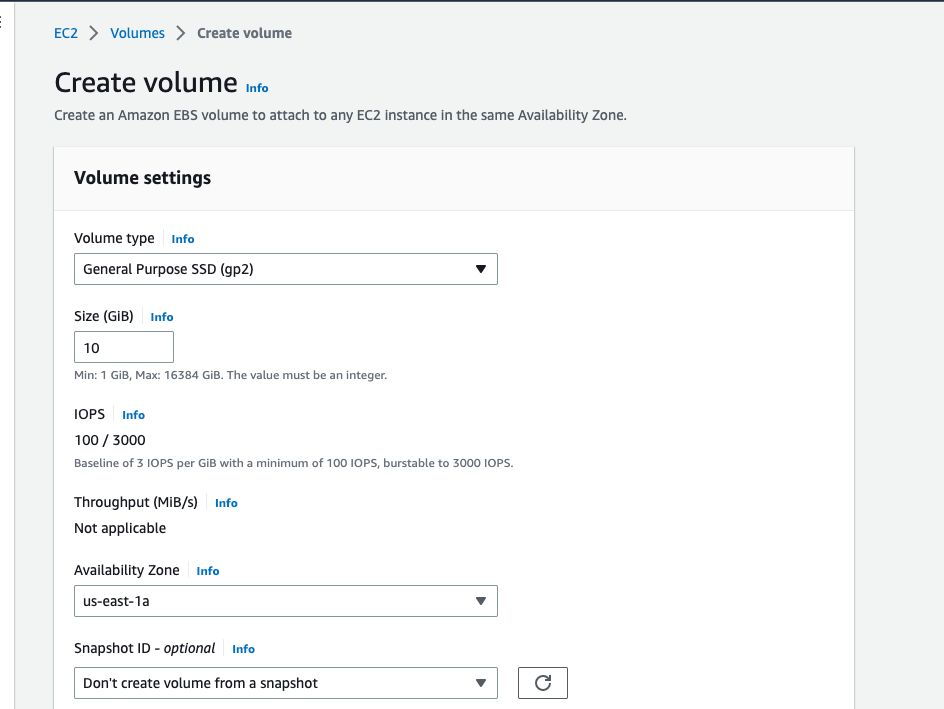 EC2 > Volumes > Create volume
Create volume Info
Create an Amazon EBS volume to attach to any EC2 instance in the same Availability Zone.
Volume settings
Volume type Info
General Purpose SSD (gp2)
Size (GiB) Info
10
Min: 1 GiB, Max: 16384 GiB. The value must be an integer.
IOPS Info
100 / 3000
Baseline of 3 IOPS per GiB with a minimum of 100 IOPS, burstable to 3000 IOPS.
Throughput (MiB/s) Info
Not applicable
Availability Zone Info
us-east-1a
Snapshot ID - optional Info
Don't create volume from a snapshot